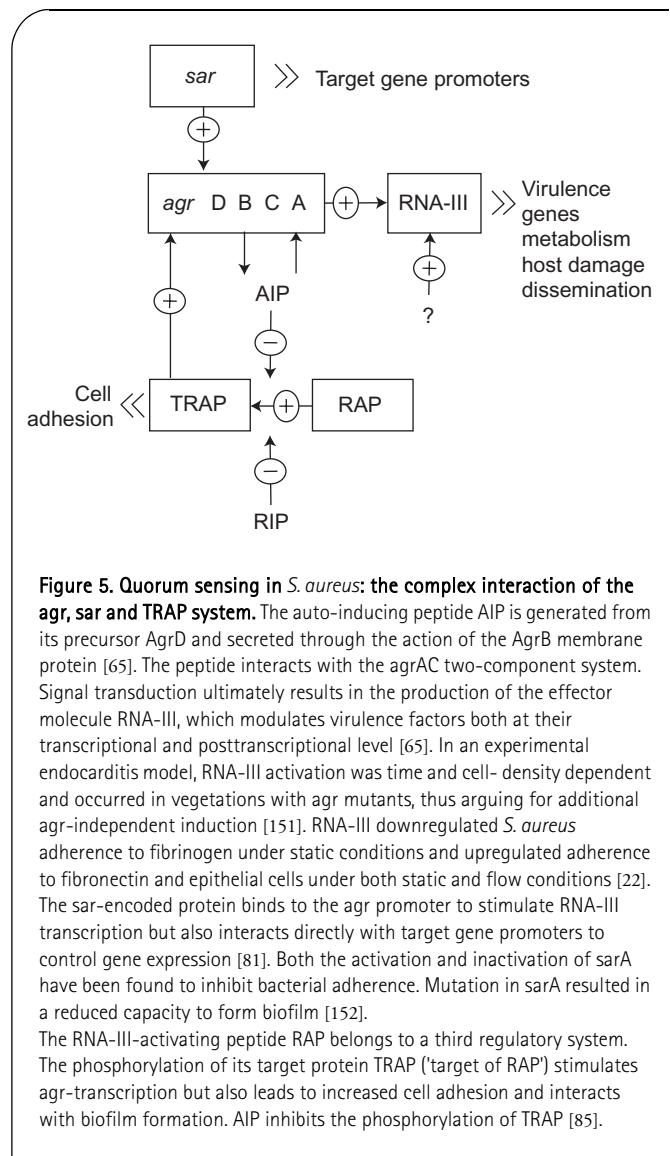 sar
Target gene promoters
+
agr D B C A
+
RNA-III
Virulence
genes
metabolism
host damage
dissemination
+
AIP
+
?
−
Cell
adhesion
TRAP
+
RAP
−
RIP
Figure 5. Quorum sensing in S. aureus: the complex interaction of the
agr, sar and TRAP system. The auto-inducing peptide AIP is generated from
its precursor AgrD and secreted through the action of the AgrB membrane
protein [65]. The peptide interacts with the agrAC two-component system.
Signal transduction ultimately results in the production of the effector
molecule RNA-III, which modulates virulence factors both at their
transcriptional and posttranscriptional level [65]. In an experimental
endocarditis model, RNA-III activation was time and cell- density dependent
and occurred in vegetations with agr mutants, thus arguing for additional
agr-independent induction [151]. RNA-III downregulated S. aureus
adherence to fibrinogen under static conditions and upregulated adherence
to fibronectin and epithelial cells under both static and flow conditions [22].
The sar-encoded protein binds to the agr promoter to stimulate RNA-III
transcription but also interacts directly with target gene promoters to
control gene expression [81]. Both the activation and inactivation of sarA
have been found to inhibit bacterial adherence. Mutation in sarA resulted in
a reduced capacity to form biofilm [152].
The RNA-III-activating peptide RAP belongs to a third regulatory system.
The phosphorylation of its target protein TRAP ('target of RAP') stimulates
agr-transcription but also leads to increased cell adhesion and interacts
with biofilm formation. AIP inhibits the phosphorylation of TRAP [85].